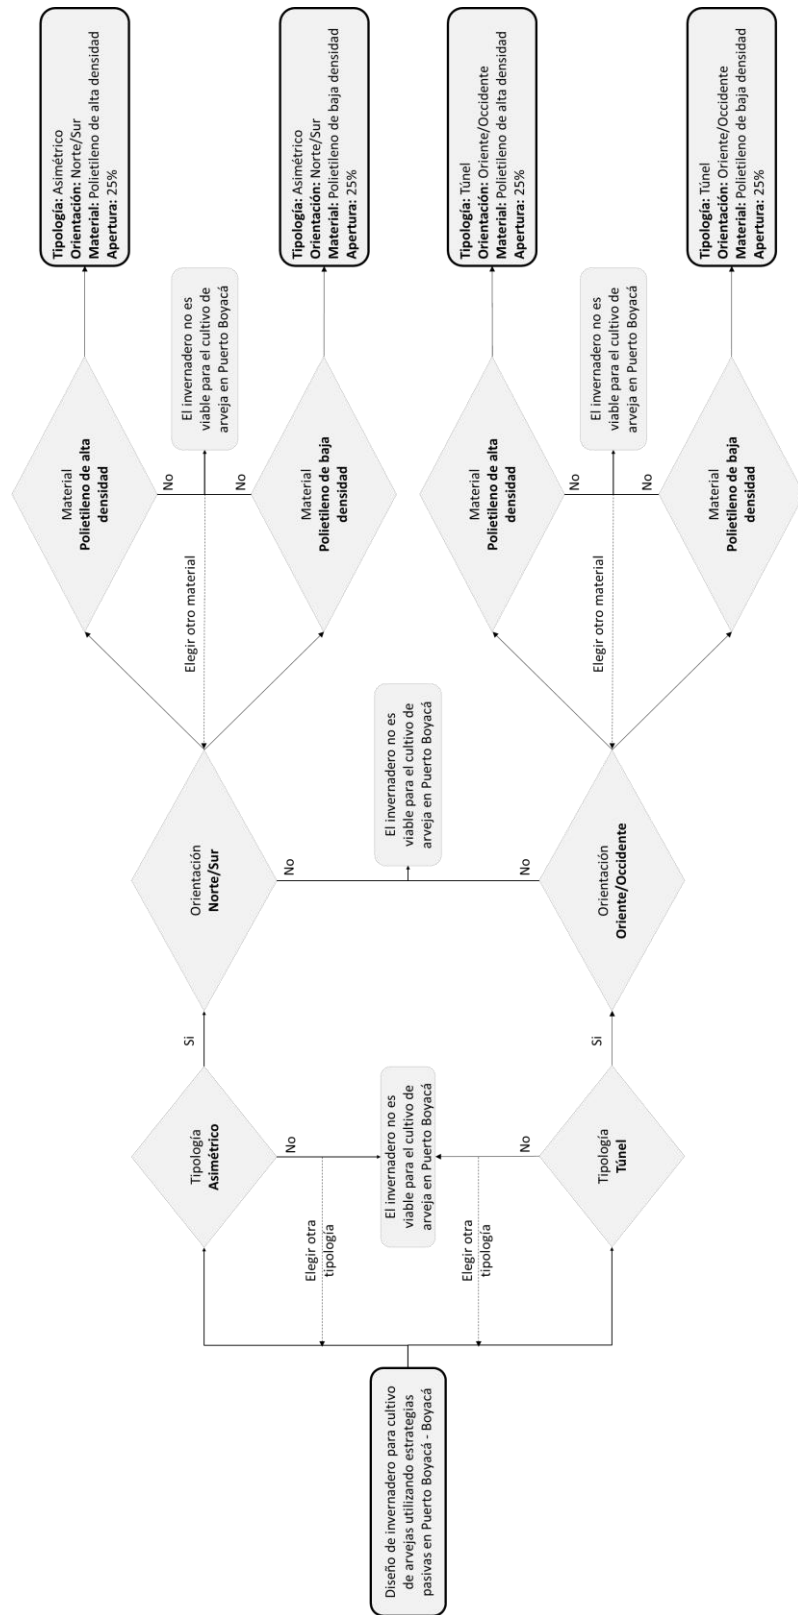 Diseño de invernadero para cultivo
de arvejas utilizando estrategias
pasivas en Puerto Boyacá - Boyacá
Elegir otra
tipología
Elegir otra
tipología
Tipología
Asimétrico
No
El invernadero no es
viable para el cultivo de
arveja en Puerto Boyacá
No
Tipología
Túnel
Si
Si
Orientación
Norte/Sur
No
El invernadero no es
viable para el cultivo de
arveja en Puerto Boyacá
No
Orientación
Oriente/Occidente
Elegir otro material
Elegir otro material
Material
Polietileno de alta
densidad
No
El invernadero no es
viable para el cultivo de
arveja en Puerto Boyacá
No
Material
Polietileno de baja
densidad
Material
Polietileno de alta
densidad
No
El invernadero no es
viable para el cultivo de
arveja en Puerto Boyacá
No
Material
Polietileno de baja
densidad
Tipología: Asimétrico
Orientación: Norte/Sur
Material: Polietileno de alta densidad
Apertura: 25%
Tipología: Asimétrico
Orientación: Norte/Sur
Material: Polietileno de baja densidad
Apertura: 25%
Tipología: Túnel
Orientación: Oriente/Occidente
Material: Polietileno de alta densidad
Apertura: 25%
Tipología: Túnel
Orientación: Oriente/Occidente
Material: Polietileno de baja densidad
Apertura: 25%